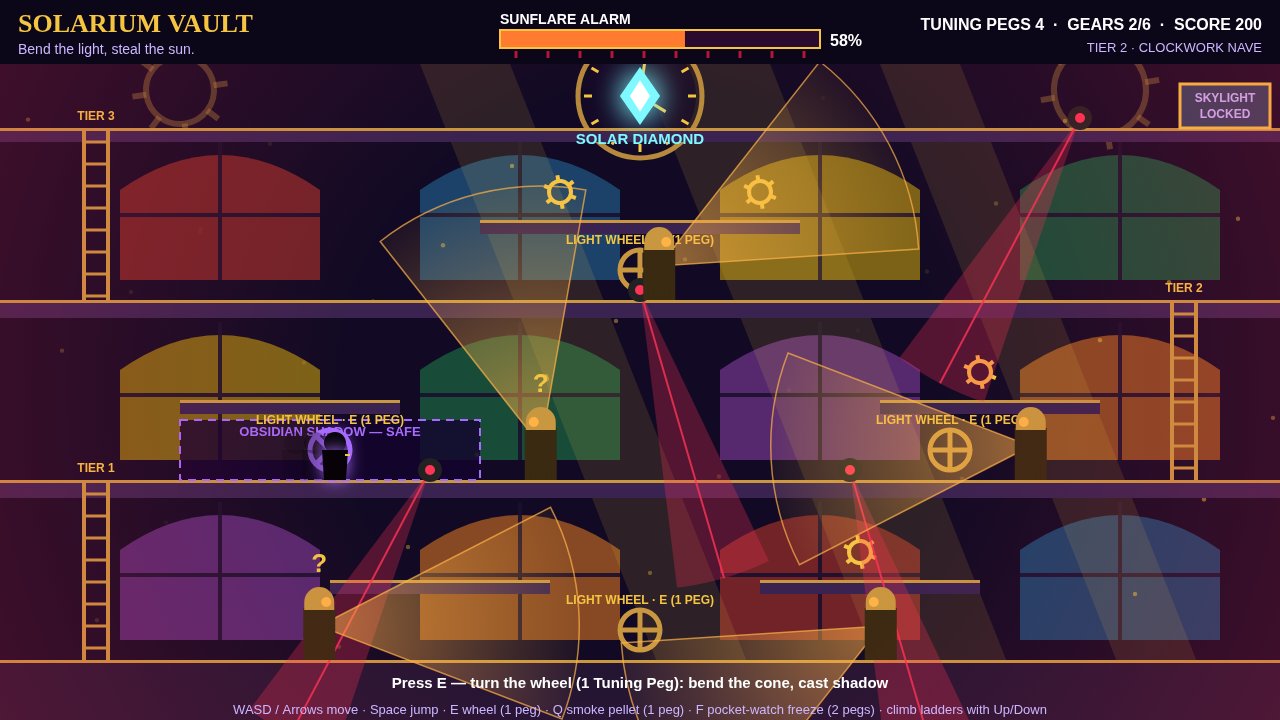 SOLARIUM VAULT
Bend the light, steal the sun.
SUNFLARE ALARM
58%
TUNING PEGS 4 · GEARS 2/6 · SCORE 200
TIER 2 · CLOCKWORK NAVE
SKYLIGHT
LOCKED
TIER 3
SOLAR DIAMOND
LIGHT WHEEL (1 PEG)
TIER 2
?
LIGHT WHEEL · E (1 PEG)
OBSIDIAN SHADOW — SAFE
LIGHT WHEEL · E (1 PEG)
TIER 1
?
LIGHT WHEEL · E (1 PEG)
Press E — turn the wheel (1 Tuning Peg): bend the cone, cast shadow
WASD / Arrows move · Space jump · E wheel (1 peg) · Q smoke pellet (1 peg) · F pocket-watch freeze (2 pegs) · climb ladders with Up/Down